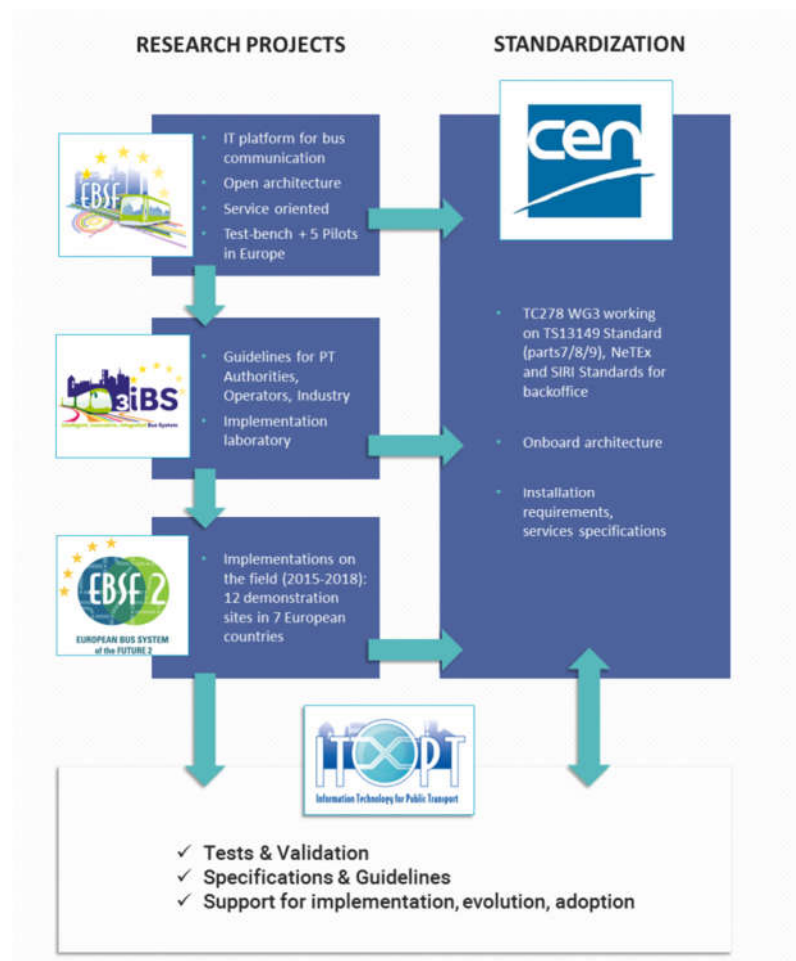 RESEARCH PROJECTS
STANDARDIZATION
EBSF
IT platform for bus
communication
Open architecture
Service oriented
Test-bench + 5 Pilots
in Europe
3iBS
Intelligent, Innovative, Integrated Bus System
Guidelines for PT
Authorities,
Operators, Industry
Implementation
laboratory
EBSF 2
EUROPEAN BUS SYSTEM
of the FUTURE 2
Implementations on
the field (2015-2018):
12 demonstration
sites in 7 European
countries
cen
TC278 WG3 working
on TS13149 Standard
(parts7/8/9), NeTEx
and SIRI Standards for
backoffice
Onboard architecture
Installation
requirements,
services specifications
ITxPT
Information Technology for Public Transport
✓ Tests & Validation
✓ Specifications & Guidelines
✓ Support for implementation, evolution, adoption